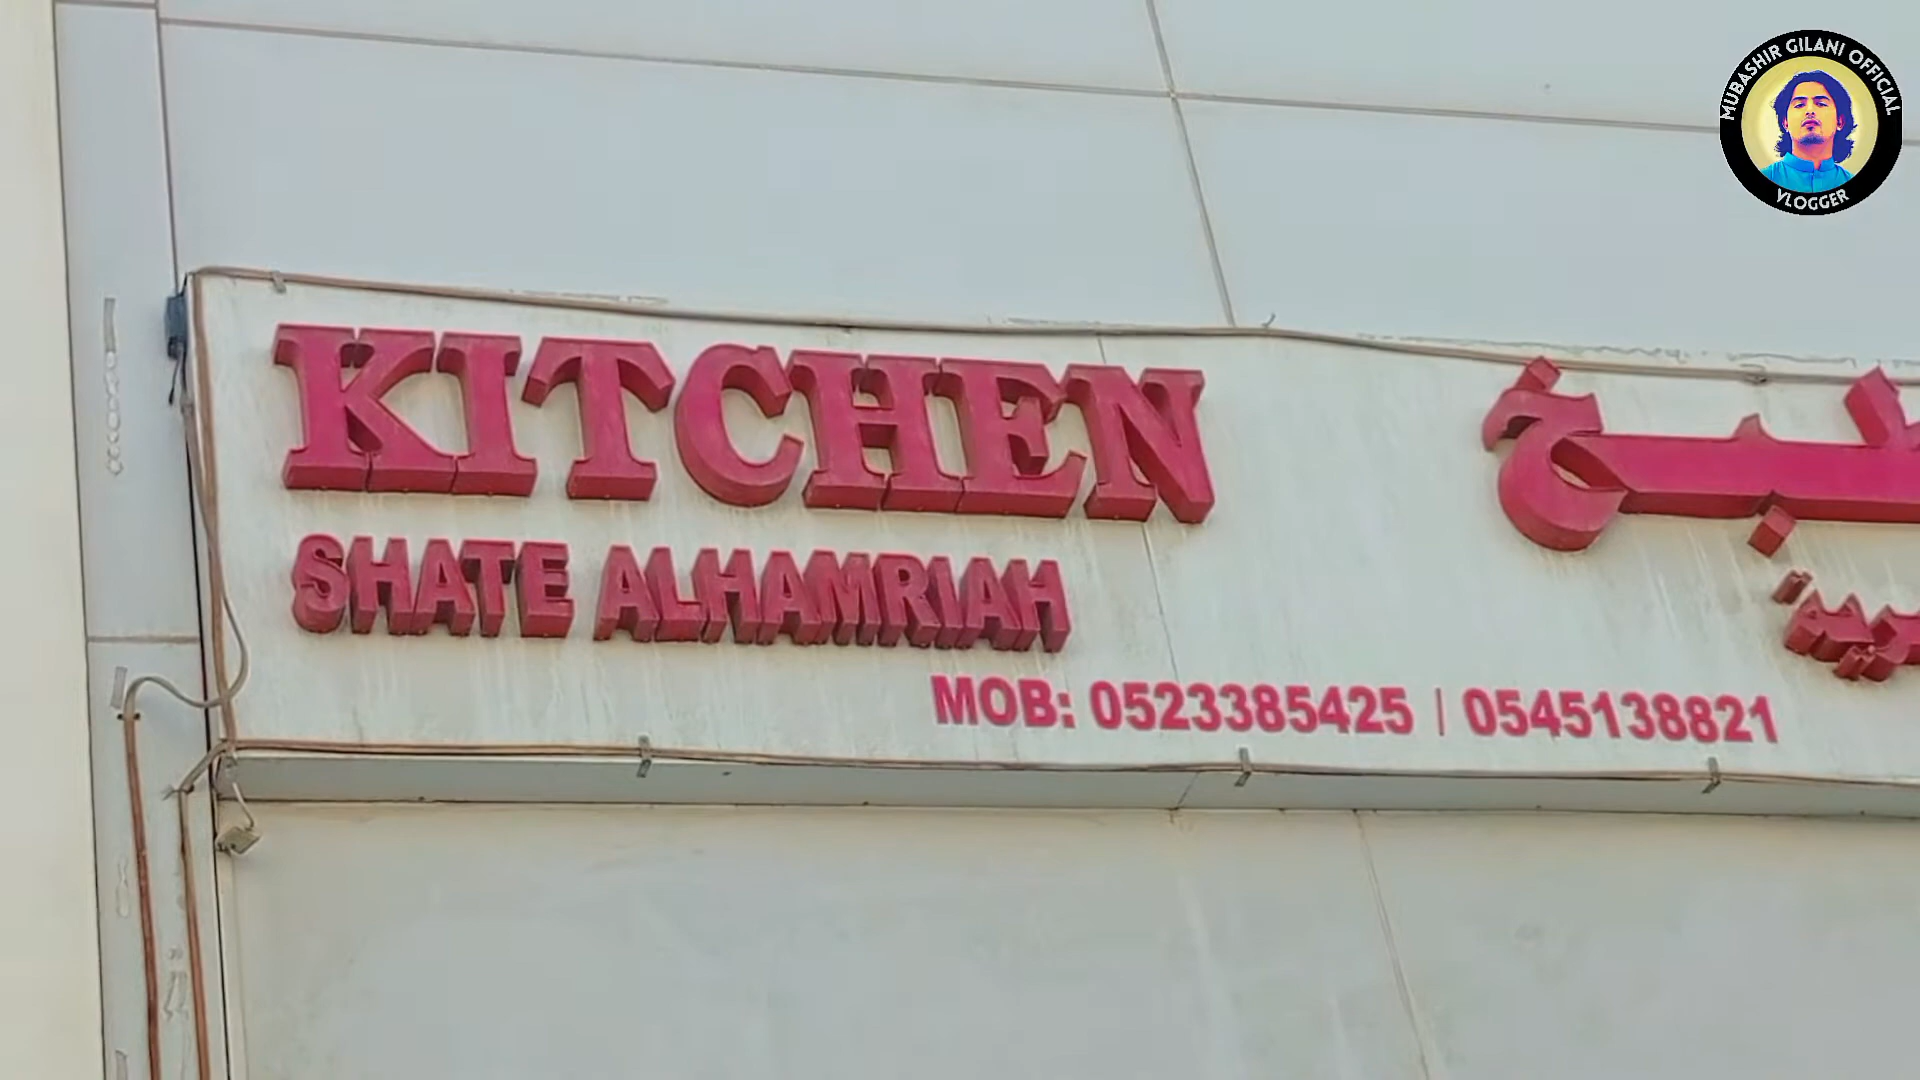 KITCHEN
SHATE ALHAMRIAH
MOB: 0523385425 | 0545138821
MUBASHIR GILANI OFFICIAL
VLOGGER